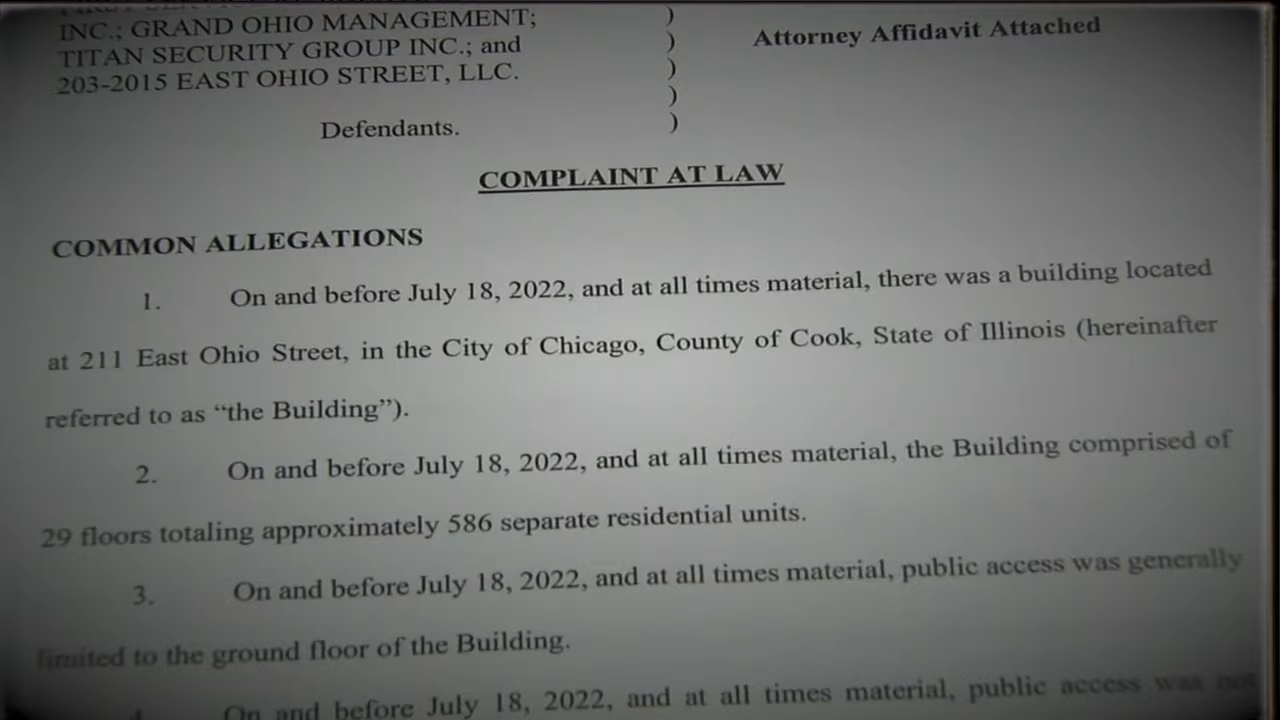 INC.; GRAND OHIO MANAGEMENT; )
TITAN SECURITY GROUP INC.; and ) Attorney Affidavit Attached
203-2015 EAST OHIO STREET, LLC. )
)
Defendants. )
COMPLAINT AT LAW
COMMON ALLEGATIONS
1. On and before July 18, 2022, and at all times material, there was a building located
at 211 East Ohio Street, in the City of Chicago, County of Cook, State of Illinois (hereinafter
referred to as “the Building”).
2. On and before July 18, 2022, and at all times material, the Building comprised of
29 floors totaling approximately 586 separate residential units.
3. On and before July 18, 2022, and at all times material, public access was generally
limited to the ground floor of the Building.
On and before July 18, 2022, and at all times material, public access was not